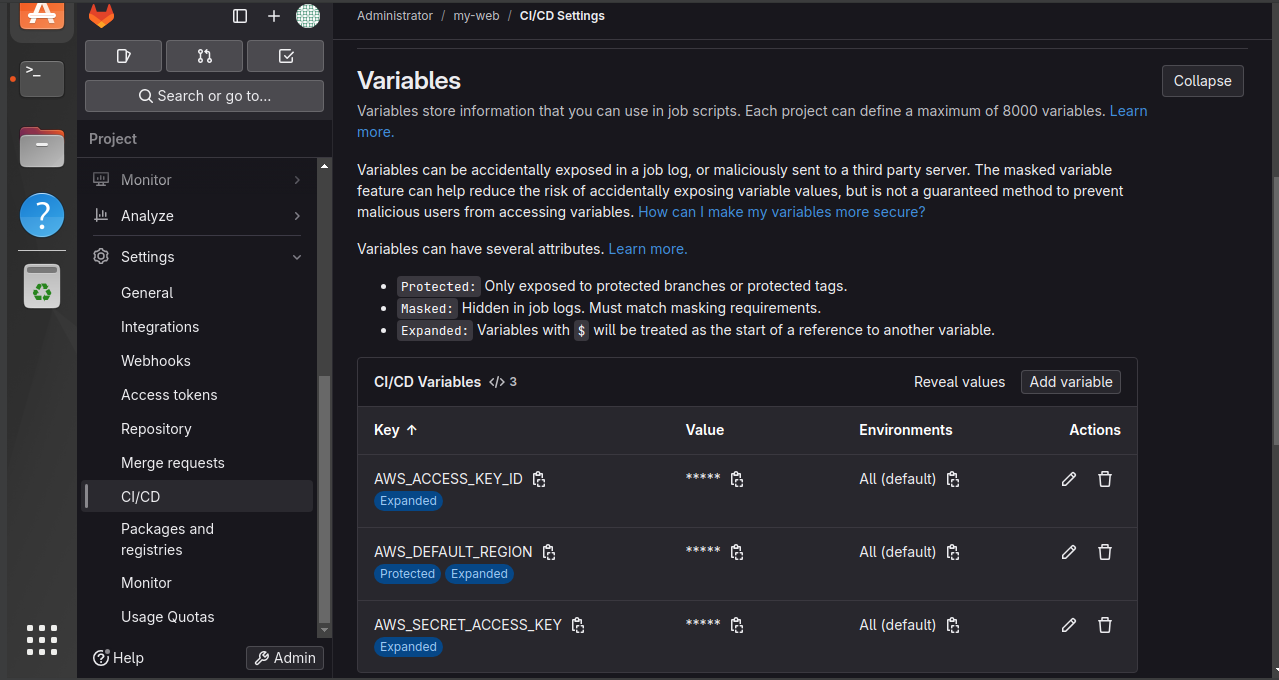 Administrator / my-web / CI/CD Settings
Search or go to...
Project
Monitor
Analyze
Settings
General
Integrations
Webhooks
Access tokens
Repository
Merge requests
CI/CD
Packages and
registries
Monitor
Usage Quotas
Help
Admin
Variables
Collapse
Variables store information that you can use in job scripts. Each project can define a maximum of 8000 variables. Learn
more.
Variables can be accidentally exposed in a job log, or maliciously sent to a third party server. The masked variable
feature can help reduce the risk of accidentally exposing variable values, but is not a guaranteed method to prevent
malicious users from accessing variables. How can I make my variables more secure?
Variables can have several attributes. Learn more.
• Protected: Only exposed to protected branches or protected tags.
• Masked: Hidden in job logs. Must match masking requirements.
• Expanded: Variables with $ will be treated as the start of a reference to another variable.
CI/CD Variables </> 3
Reveal values
Add variable
Key ↑ Value Environments Actions
AWS_ACCESS_KEY_ID ***** All (default)
Expanded
AWS_DEFAULT_REGION ***** All (default)
Protected Expanded
AWS_SECRET_ACCESS_KEY ***** All (default)
Expanded